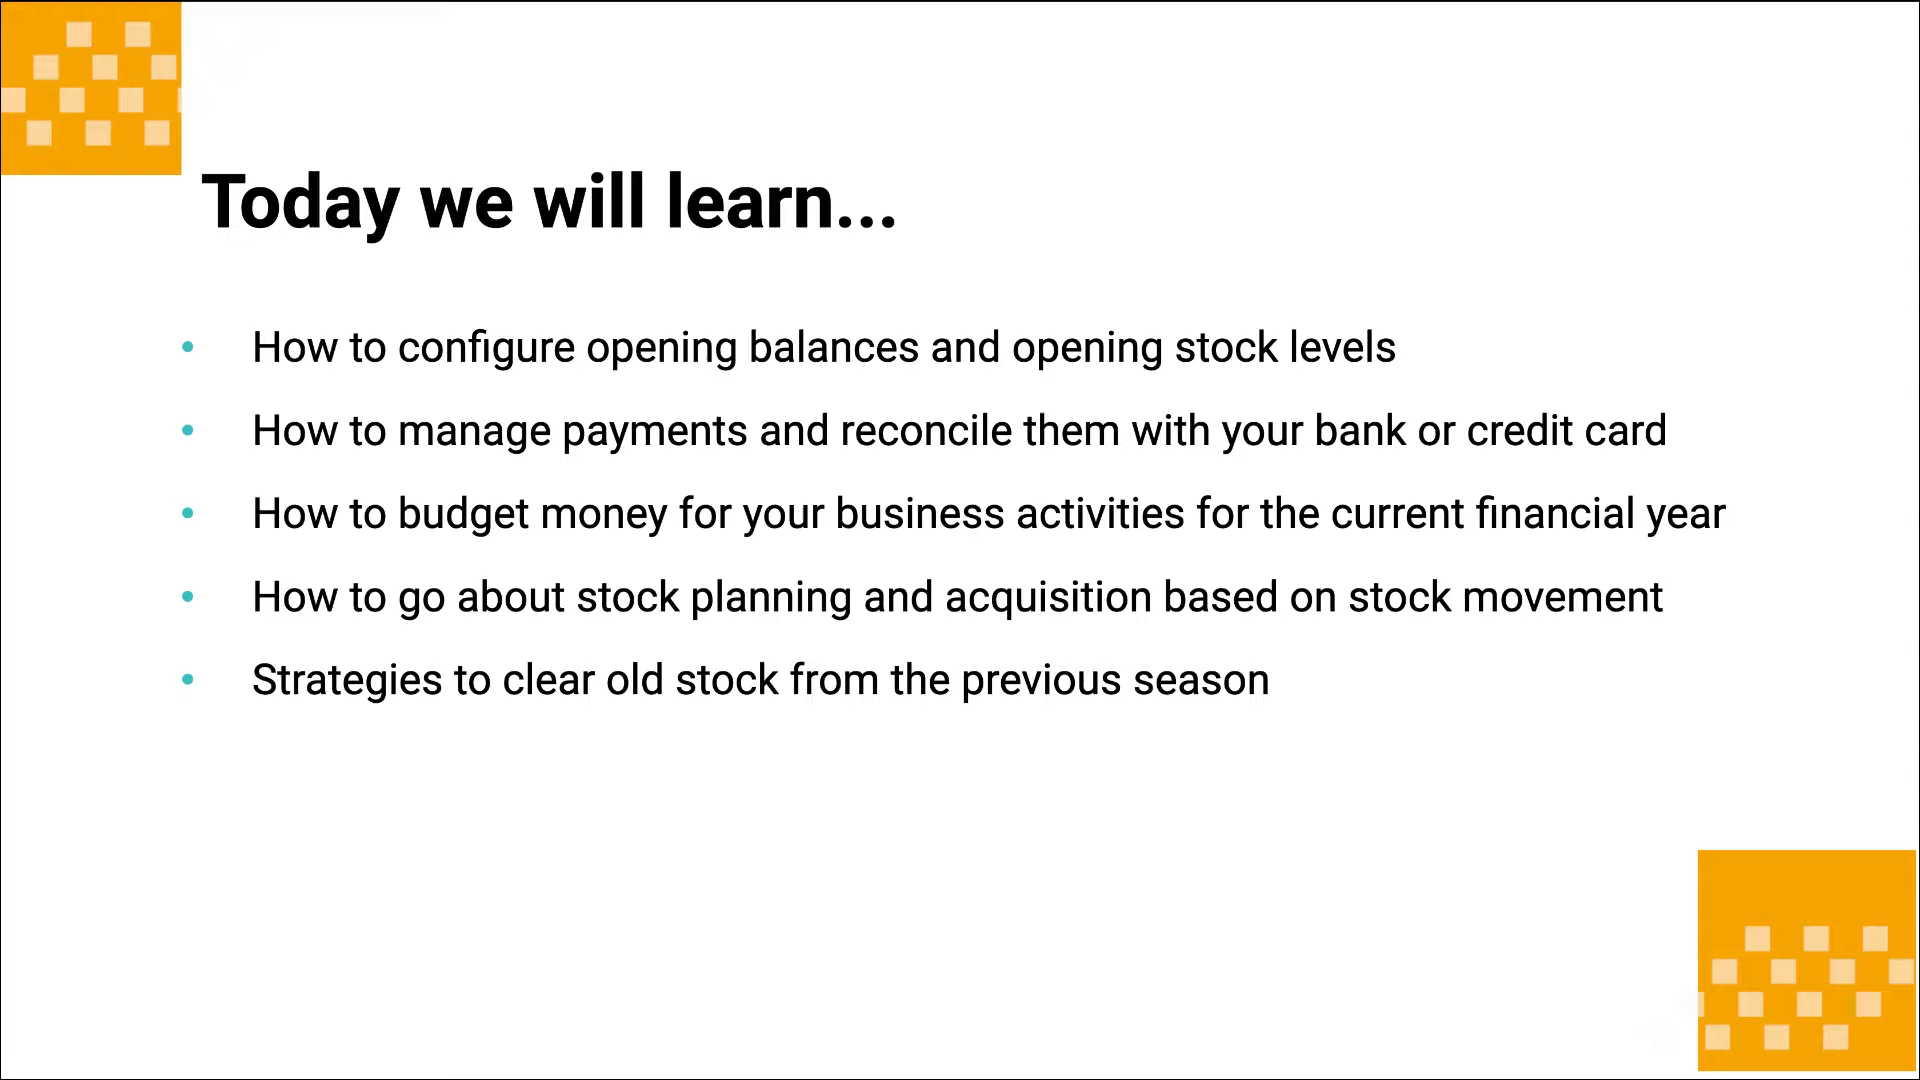 Today we will learn...
• How to configure opening balances and opening stock levels
• How to manage payments and reconcile them with your bank or credit card
• How to budget money for your business activities for the current financial year
• How to go about stock planning and acquisition based on stock movement
• Strategies to clear old stock from the previous season